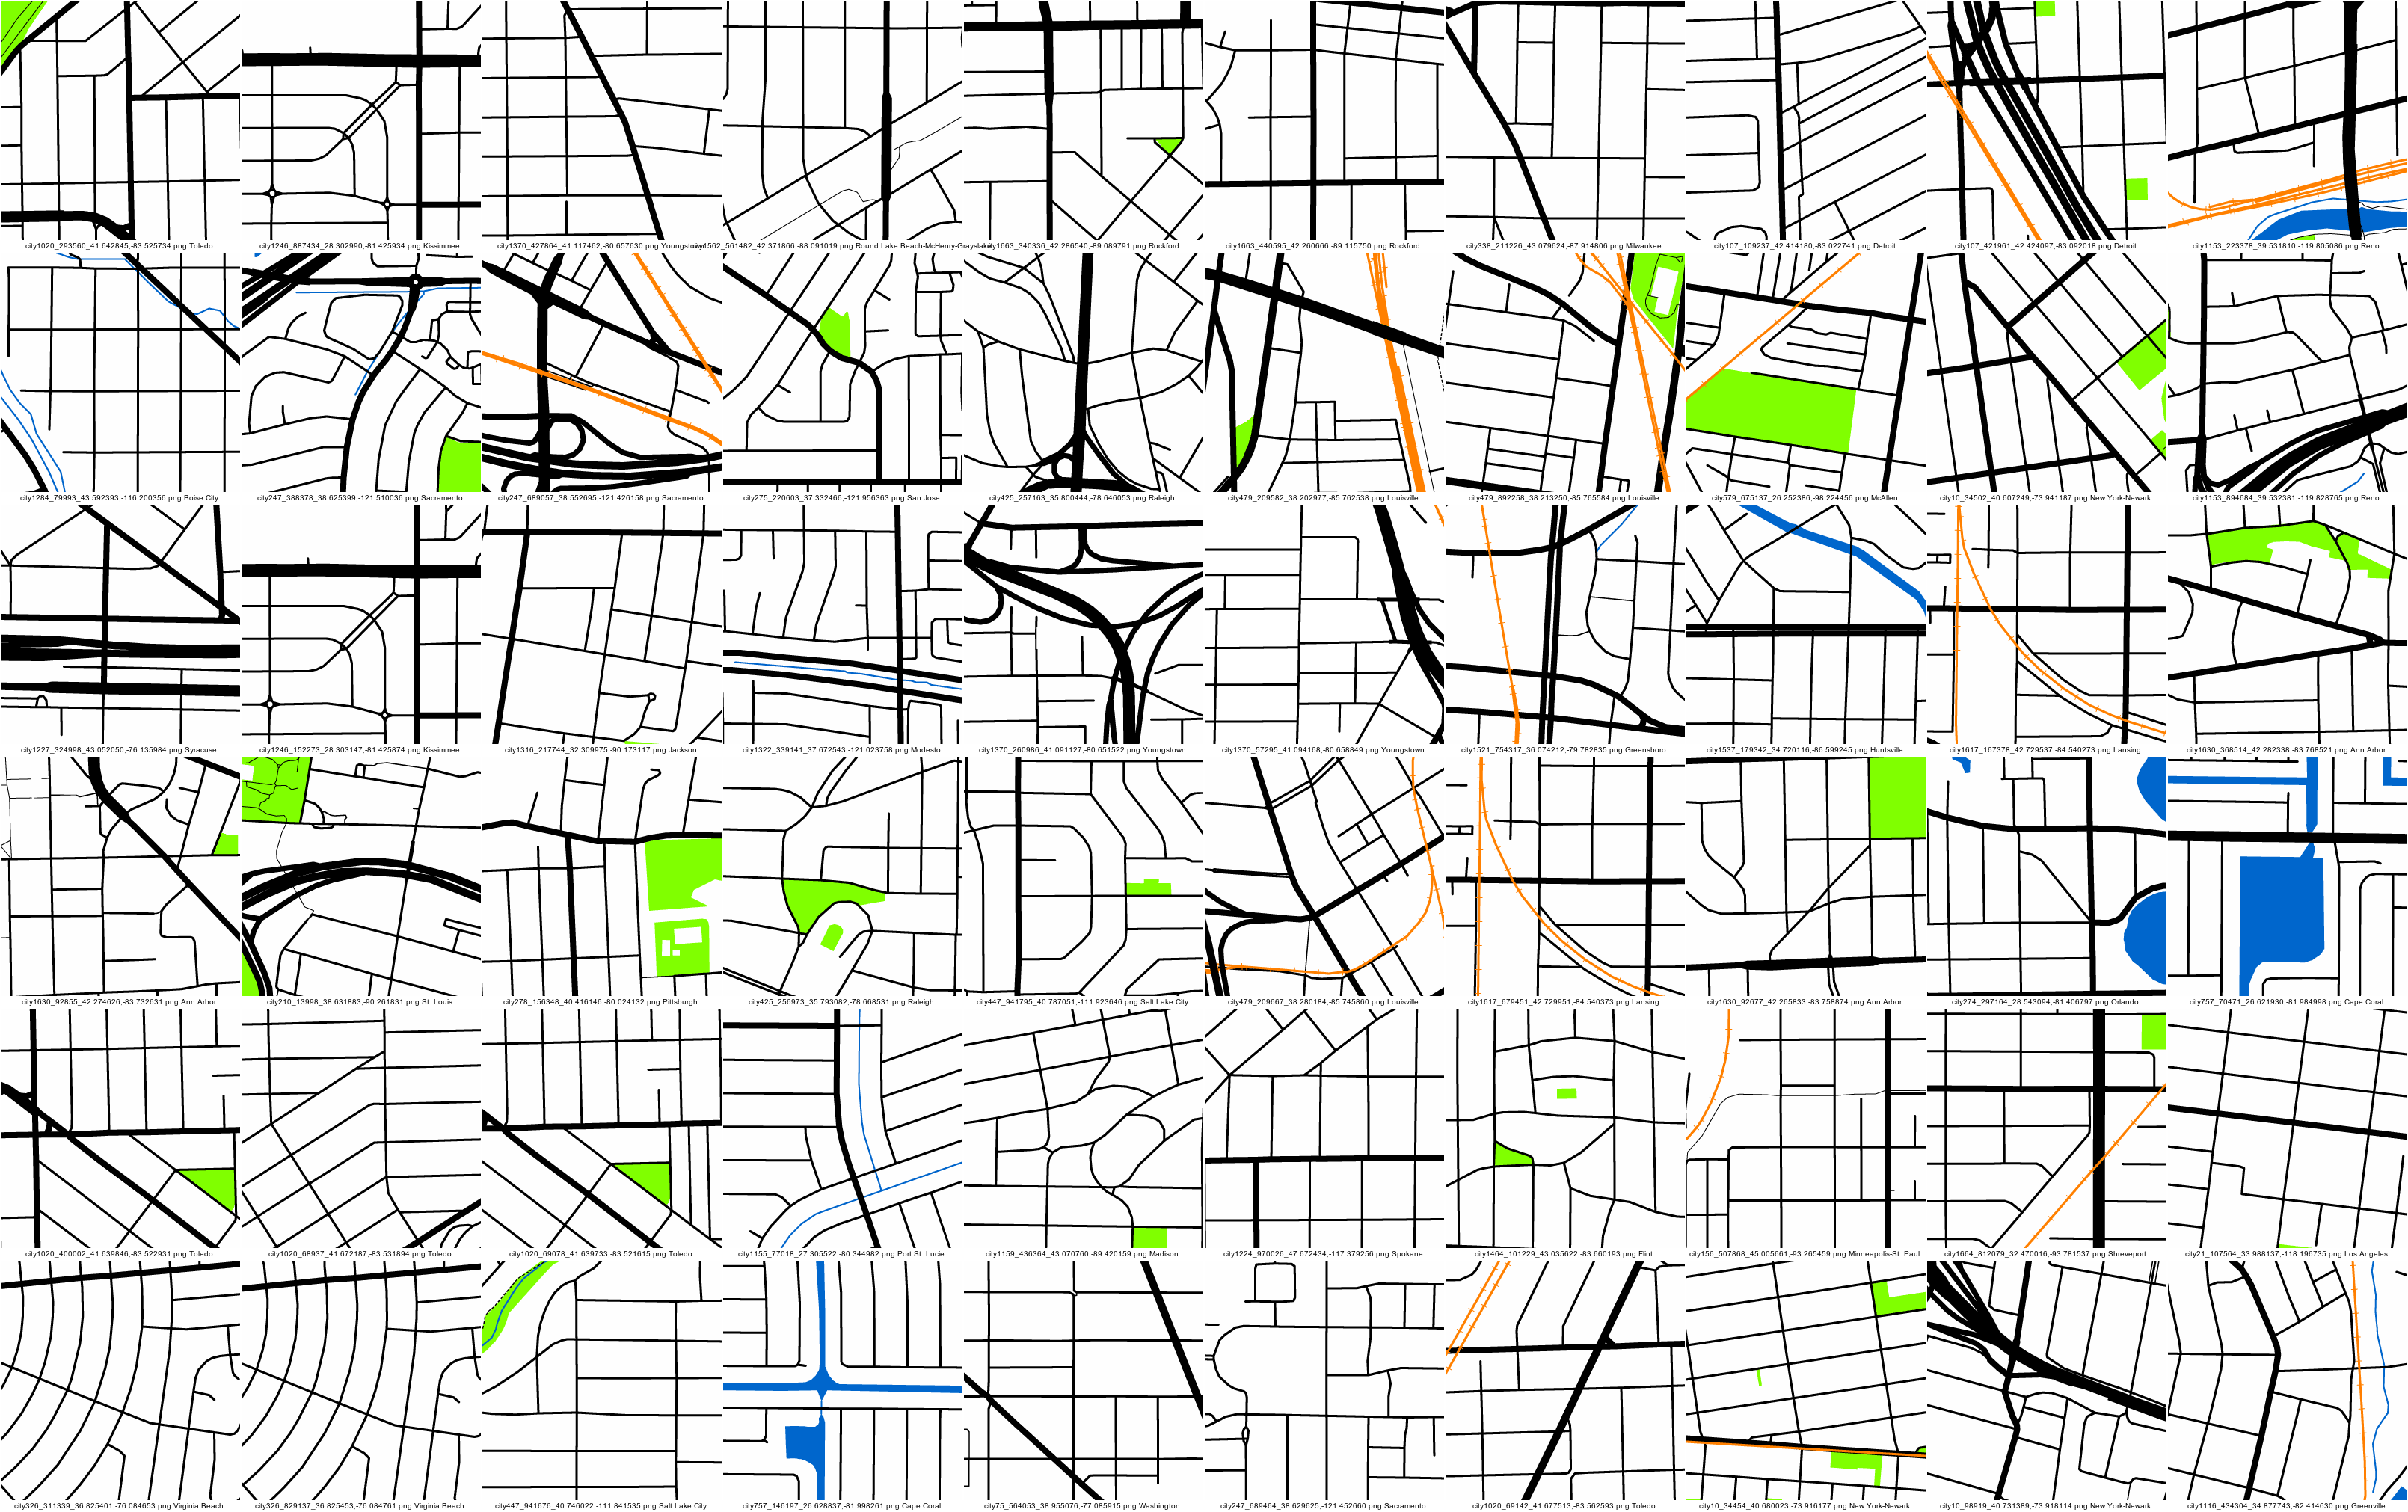 city1020_293560_41.642845,-83.525734.png Toledo
city1246_887434_28.302990,-81.425934.png Kissimmee
city1370_427864_41.117462,-80.657630.png Youngstown
city1562_561482_42.371866,-88.091019.png Round Lake Beach-McHenry-Grayslake
city1663_340336_42.286540,-89.089791.png Rockford
city1663_440595_42.260666,-89.115750.png Rockford
city338_211226_43.079624,-87.914806.png Milwaukee
city107_109237_42.414180,-83.022741.png Detroit
city107_421961_42.424097,-83.092018.png Detroit
city1153_223378_39.531810,-119.805086.png Reno
city1284_79993_43.592393,-116.200356.png Boise City
city247_388378_38.625399,-121.510036.png Sacramento
city247_689057_38.552695,-121.426158.png Sacramento
city275_220603_37.332466,-121.956363.png San Jose
city425_257163_35.800444,-78.646053.png Raleigh
city479_209582_38.202977,-85.762538.png Louisville
city479_892258_38.213250,-85.765584.png Louisville
city579_675137_26.252386,-98.224456.png McAllen
city10_34502_40.607249,-73.941187.png New York-Newark
city1153_894684_39.532381,-119.828765.png Reno
city1227_324998_43.052050,-76.135984.png Syracuse
city1246_152273_28.303147,-81.425874.png Kissimmee
city1316_217744_32.309975,-90.173117.png Jackson
city1322_339141_37.672543,-121.023758.png Modesto
city1370_260986_41.091127,-80.651522.png Youngstown
city1370_57295_41.094168,-80.658849.png Youngstown
city1521_754317_36.074212,-79.782835.png Greensboro
city1537_179342_34.720116,-86.599245.png Huntsville
city1617_167378_42.729537,-84.540273.png Lansing
city1630_368514_42.282338,-83.768521.png Ann Arbor
city1630_92855_42.274626,-83.732631.png Ann Arbor
city210_13998_38.631883,-90.261831.png St. Louis
city278_156348_40.416146,-80.024132.png Pittsburgh
city425_256973_35.793082,-78.668531.png Raleigh
city447_941795_40.787051,-111.923646.png Salt Lake City
city479_209667_38.280184,-85.745860.png Louisville
city1617_679451_42.729951,-84.540373.png Lansing
city1630_92677_42.265833,-83.758874.png Ann Arbor
city274_297164_28.543094,-81.406797.png Orlando
city757_70471_26.621930,-81.984998.png Cape Coral
city1020_400002_41.639846,-83.522931.png Toledo
city1020_68937_41.672187,-83.531894.png Toledo
city1020_69078_41.639733,-83.521615.png Toledo
city1155_77018_27.305522,-80.344982.png Port St. Lucie
city1159_436364_43.070760,-89.420159.png Madison
city1224_970026_47.672434,-117.379256.png Spokane
city1464_101229_43.035622,-83.660193.png Flint
city156_507868_45.005661,-93.265459.png Minneapolis-St. Paul
city1664_812079_32.470016,-93.781537.png Shreveport
city21_107564_33.988137,-118.196735.png Los Angeles
city326_311339_36.825401,-76.084653.png Virginia Beach
city326_829137_36.825453,-76.084761.png Virginia Beach
city447_941676_40.746022,-111.841535.png Salt Lake City
city757_146197_26.628837,-81.998261.png Cape Coral
city75_564053_38.955076,-77.085915.png Washington
city247_689464_38.629625,-121.452660.png Sacramento
city1020_69142_41.677513,-83.562593.png Toledo
city10_34454_40.680023,-73.916177.png New York-Newark
city10_98919_40.731389,-73.918114.png New York-Newark
city1116_434304_34.877743,-82.414630.png Greenville